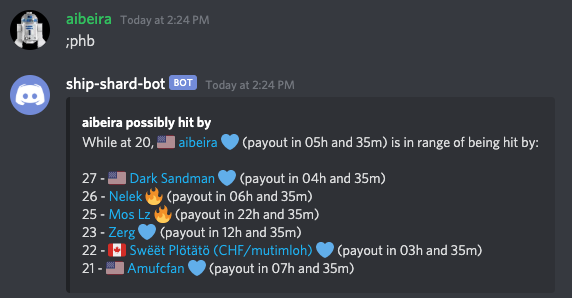 aibeira Today at 2:24 PM
;phb
ship-shard-bot BOT Today at 2:24 PM
aibeira possibly hit by
While at 20, 🇺🇸 aibeira 💙 (payout in 05h and 35m) is in range of being hit by:
27 - 🇺🇸 Dark Sandman 💙 (payout in 04h and 35m)
26 - Nelek 🔥 (payout in 06h and 35m)
25 - Mos Lz 🔥 (payout in 22h and 35m)
23 - Zerg 💙 (payout in 12h and 35m)
22 - 🇨🇦 Swëët Plötätö (CHF/mutimloh) 💙 (payout in 03h and 35m)
21 - 🇺🇸 Amufcfan 💙 (payout in 07h and 35m)